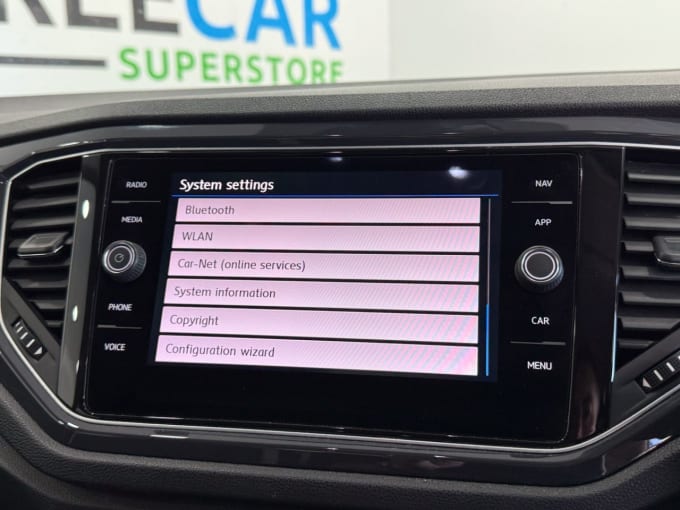 CAR
SUPERSTORE
System settings
Bluetooth
WLAN
Car-Net (online services)
System information
Copyright
Configuration wizard
RADIO
MEDIA
PHONE
VOICE
NAV
APP
CAR
MENU